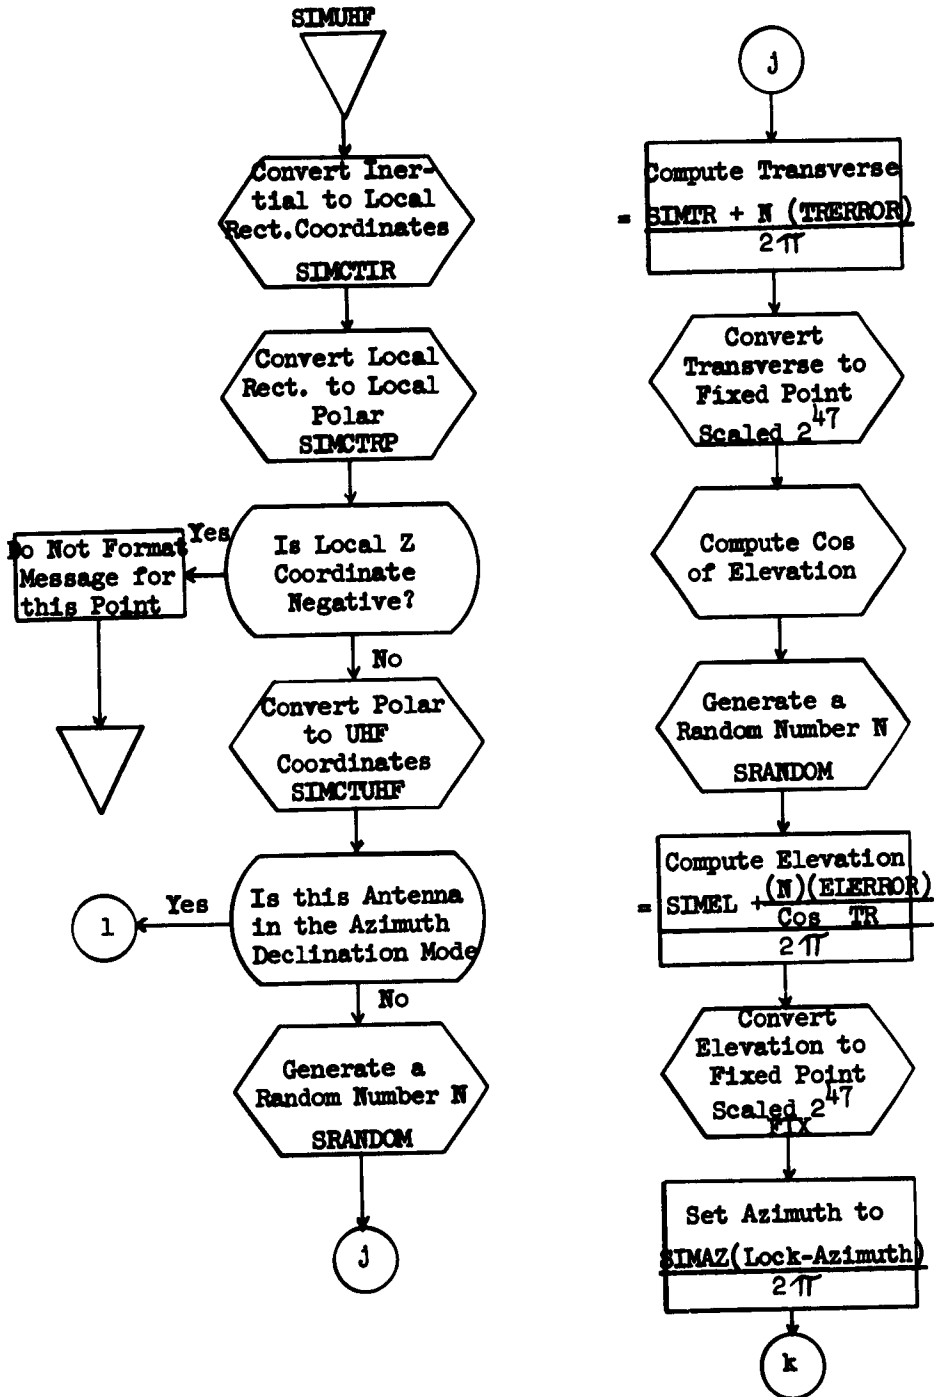 SIMUHF
Convert Iner-
tial to Local
Rect.Coordinates
SIMCTIR
Convert Local
Rect. to Local
Polar
SIMCTRP
Is Local Z
Coordinate
Negative?
Yes
Do Not Format
Message for
this Point
No
Convert Polar
to UHF
Coordinates
SIMCTUHF
Is this Antenna
in the Azimuth
Declination Mode
Yes
1
No
Generate a
Random Number N
SRANDOM
j
j
Compute Transverse
= SIMTR + N (TRERROR)
2π
Convert
Transverse to
Fixed Point
Scaled 2^47
Compute Cos
of Elevation
Generate a
Random Number N
SRANDOM
Compute Elevation
= SIMEL + (N)(ELERROR)
Cos TR
2π
Convert
Elevation to
Fixed Point
Scaled 2^47
FIX
Set Azimuth to
SIMAZ(Lock-Azimuth)
2π
k